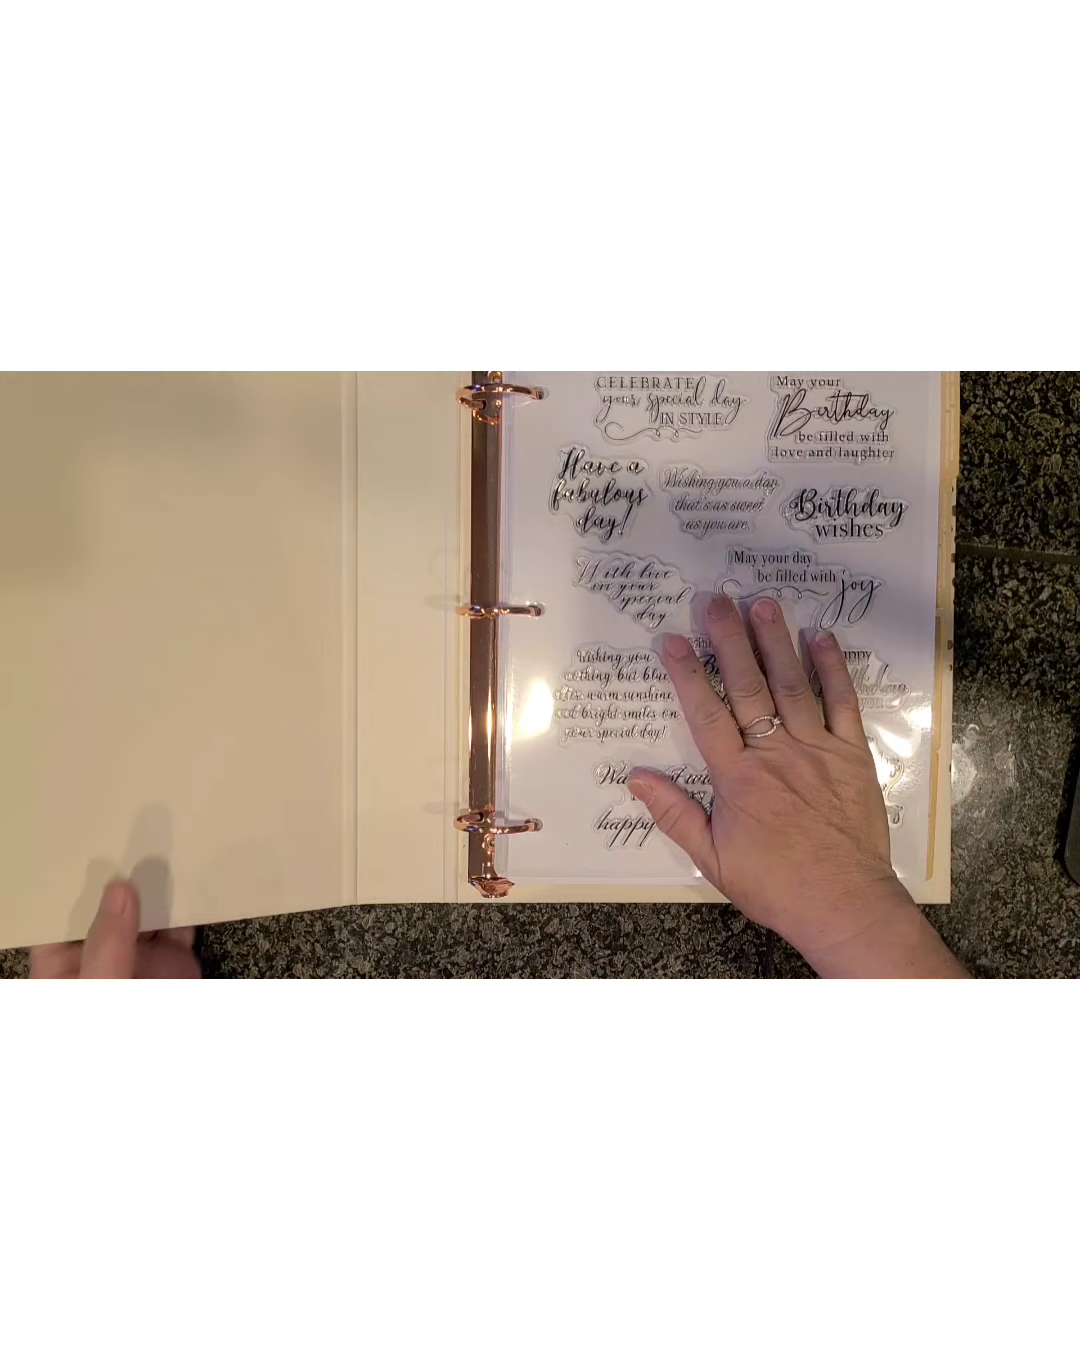 CELEBRATE
your special day
IN STYLE
May your
Birthday
be filled with
love and laughter
Have a
fabulous
day!
Wishing you a day
that's as sweet
as you are.
Birthday
wishes
With love
on your
special
day
May your day
be filled with
joy
Wishing you
nothing but blue
skies, warm sunshine,
and bright smiles on
your special day!
happy